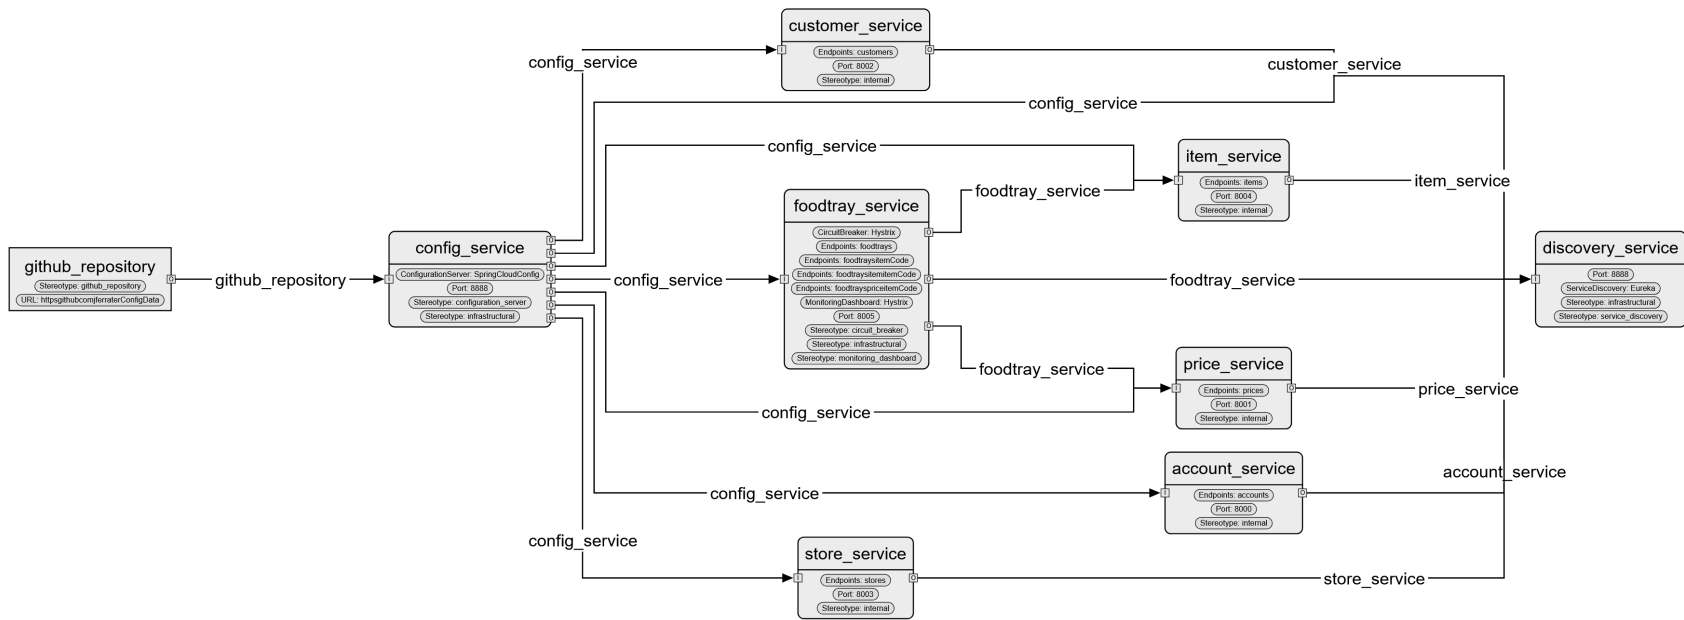 customer_service
Endpoints: customers
Port: 8002
Stereotype: internal
config_service
customer_service
config_service
config_service
item_service
Endpoints: items
Port: 8004
Stereotype: internal
item_service
foodtray_service
foodtray_service
CircuitBreaker: Hystrix
Endpoints: foodtrays
Endpoints: foodtraysitemCode
Endpoints: foodtraysitemitemCode
Endpoints: foodtrayspriceitemCode
MonitoringDashboard: Hystrix
Port: 8005
Stereotype: circuit_breaker
Stereotype: infrastructural
Stereotype: monitoring_dashboard
config_service
ConfigurationServer: SpringCloudConfig
Port: 8888
Stereotype: configuration_server
Stereotype: infrastructural
github_repository
Stereotype: github_repository
URL: httpsgithubcomjferraterConfigData
github_repository
config_service
foodtray_service
discovery_service
Port: 8888
ServiceDiscovery: Eureka
Stereotype: infrastructural
Stereotype: service_discovery
foodtray_service
price_service
Endpoints: prices
Port: 8001
Stereotype: internal
price_service
config_service
account_service
Endpoints: accounts
Port: 8000
Stereotype: internal
account_service
config_service
config_service
store_service
Endpoints: stores
Port: 8003
Stereotype: internal
store_service